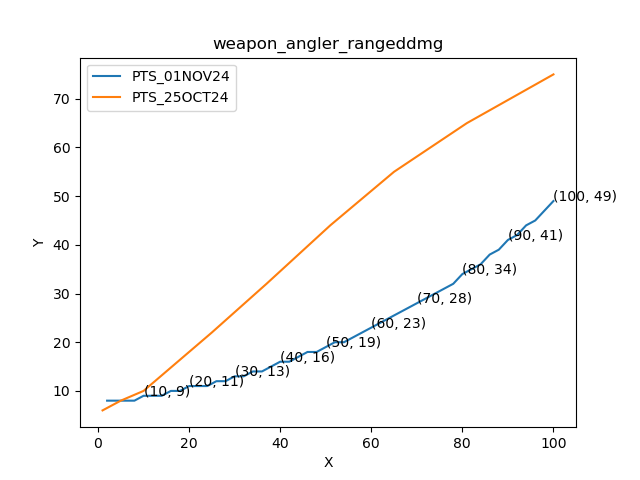 weapon_angler_rangeddmg
PTS_01NOV24
PTS_25OCT24
70
60
50
40
30
20
10
Y
(100, 49)
(90, 41)
(80, 34)
(70, 28)
(60, 23)
(50, 19)
(40, 16)
(30, 13)
(20, 11)
(10, 9)
0 20 40 60 80 100
X